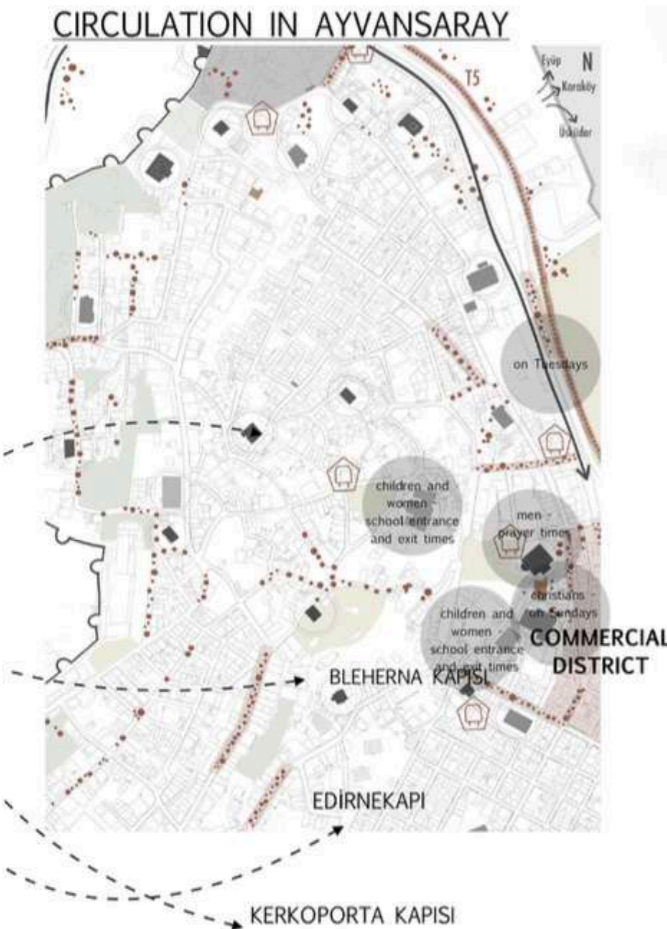 CIRCULATION IN AYVANSARAY
T5
Eyüp
N
Karaköy
Üsküdar
on Tuesdays
children and
women -
school entrance
and exit times
men -
prayer times
christians -
on Sundays
children and
women -
school entrance
and exit times
COMMERCIAL
DISTRICT
BLEHERNA KAPISI
EDİRNEKAPI
KERKOPORTA KAPISI